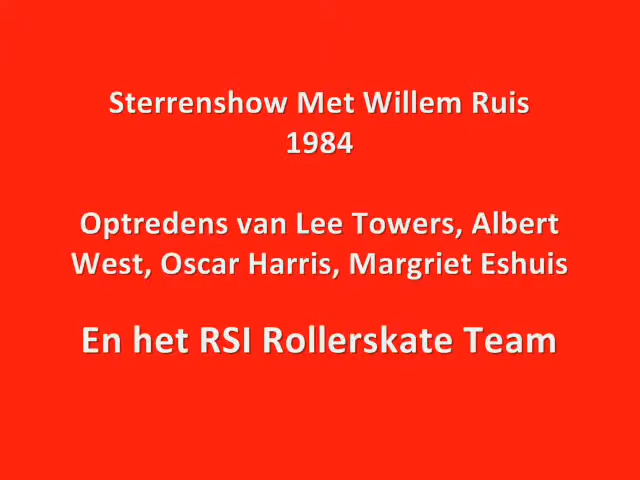 Sterrenshow Met Willem Ruis
1984
Optredens van Lee Towers, Albert
West, Oscar Harris, Margriet Eshuis
En het RSI Rollerskate Team